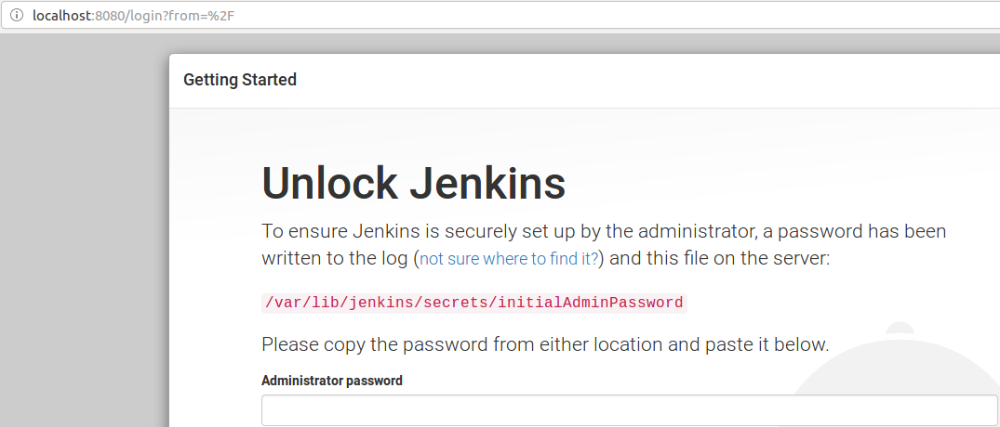 localhost:8080/login?from=%2F
Getting Started
Unlock Jenkins
To ensure Jenkins is securely set up by the administrator, a password has been
written to the log (not sure where to find it?) and this file on the server:
/var/lib/jenkins/secrets/initialAdminPassword
Please copy the password from either location and paste it below.
Administrator password